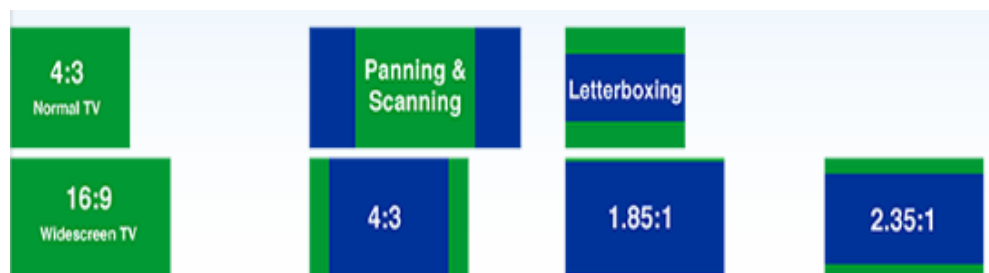 4:3
Normal TV
Panning &
Scanning
Letterboxing
16:9
Widescreen TV
4:3
1.85:1
2.35:1